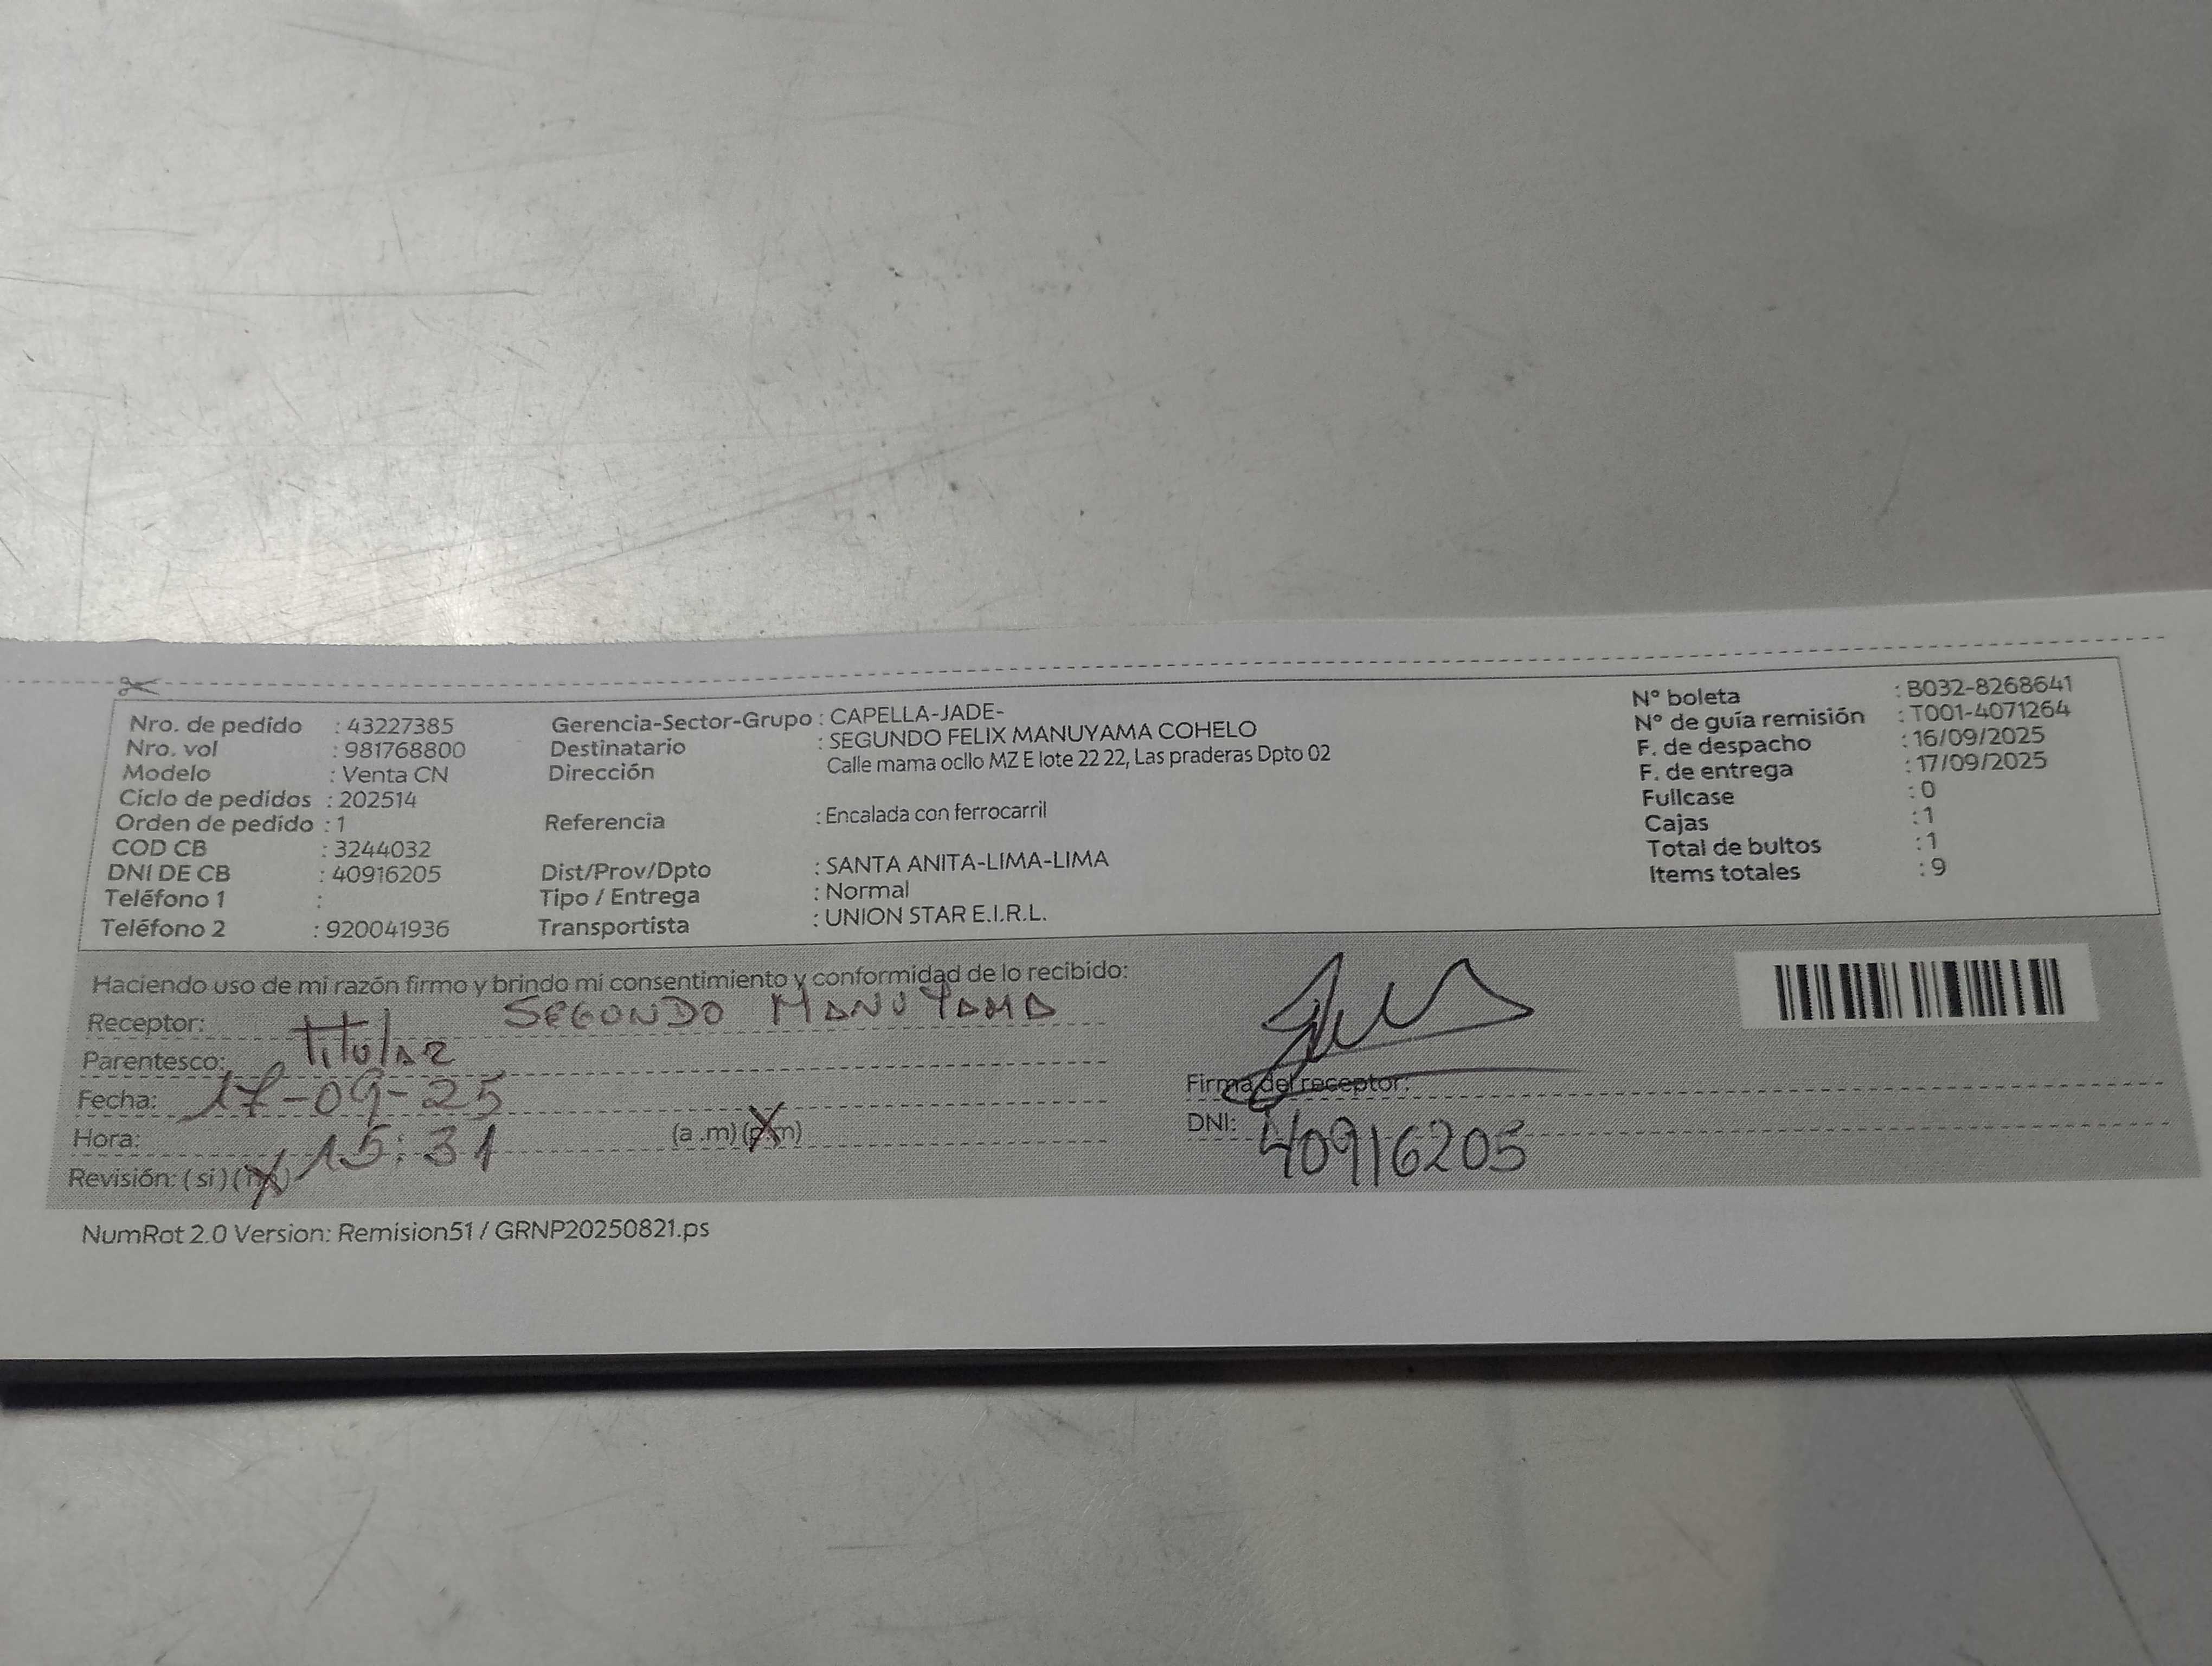 Nro. de pedido : 43227385
Nro. vol : 981768800
Modelo : Venta CN
Ciclo de pedidos : 202514
Orden de pedido : 1
COD CB : 3244032
DNI DE CB : 40916205
Teléfono 1 :
Teléfono 2 : 920041936
Gerencia-Sector-Grupo : CAPELLA-JADE-
Destinatario : SEGUNDO FELIX MANUYAMA COHELO
Dirección Calle mama ocllo MZ E lote 22 22, Las praderas Dpto 02
Referencia : Encalada con ferrocarril
Dist/Prov/Dpto : SANTA ANITA-LIMA-LIMA
Tipo / Entrega : Normal
Transportista : UNION STAR E.I.R.L.
N° boleta : B032-8268641
N° de guía remisión : T001-4071264
F. de despacho : 16/09/2025
F. de entrega : 17/09/2025
Fullcase : 0
Cajas : 1
Total de bultos : 1
Items totales : 9
Haciendo uso de mi razón firmo y brindo mi consentimiento y conformidad de lo recibido:
Receptor: SEGUNDO MANUYAMA
Parentesco: Titular
Fecha: 17-09-25
Hora: 15:31 (a .m) (p.m)
Revisión: ( si ) (no)
Firma del receptor:
DNI: 40916205
NumRot 2.0 Version: Remision51 / GRNP20250821.ps